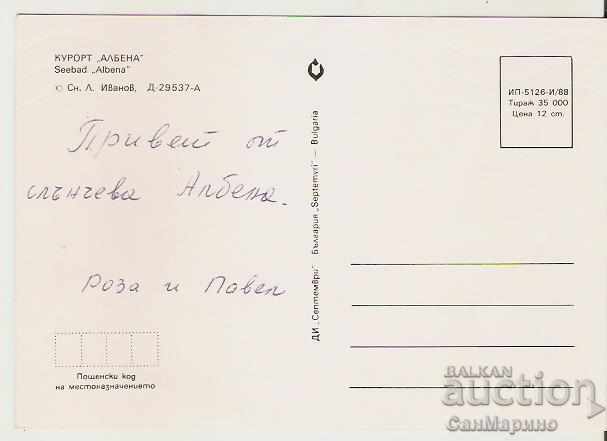 КУРОРТ „АЛБЕНА"
Seebad „Albena"
© Сн. Л. Иванов, Д-29537-А
Привет от
слънчева Албена.
Роза и Павел
Пощенски код
на местоназначението
ДИ „Септември" България „Septemvri" — Bulgaria
ИП-5126-И/88
Тираж 35 000
Цена 12 ст.
BALKAN
auction
СанМарино